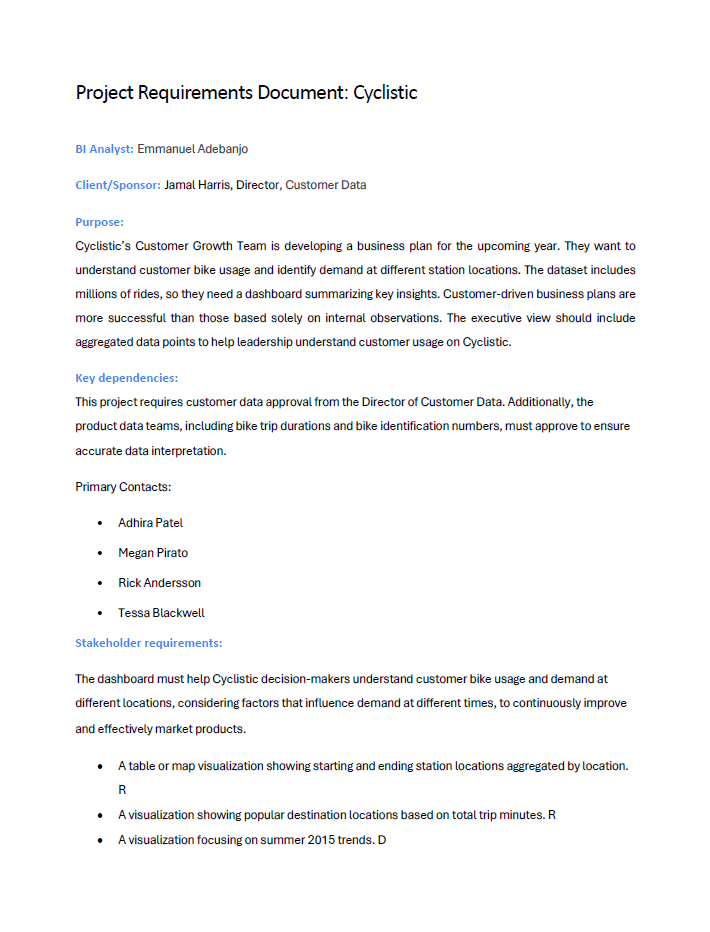 Project Requirements Document: Cyclistic
BI Analyst: Emmanuel Adebanjo
Client/Sponsor: Jamal Harris, Director, Customer Data
Purpose:
Cyclistic’s Customer Growth Team is developing a business plan for the upcoming year. They want to
understand customer bike usage and identify demand at different station locations. The dataset includes
millions of rides, so they need a dashboard summarizing key insights. Customer-driven business plans are
more successful than those based solely on internal observations. The executive view should include
aggregated data points to help leadership understand customer usage on Cyclistic.
Key dependencies:
This project requires customer data approval from the Director of Customer Data. Additionally, the
product data teams, including bike trip durations and bike identification numbers, must approve to ensure
accurate data interpretation.
Primary Contacts:
• Adhira Patel
• Megan Pirato
• Rick Andersson
• Tessa Blackwell
Stakeholder requirements:
The dashboard must help Cyclistic decision-makers understand customer bike usage and demand at
different locations, considering factors that influence demand at different times, to continuously improve
and effectively market products.
• A table or map visualization showing starting and ending station locations aggregated by location.
R
• A visualization showing popular destination locations based on total trip minutes. R
• A visualization focusing on summer 2015 trends. D